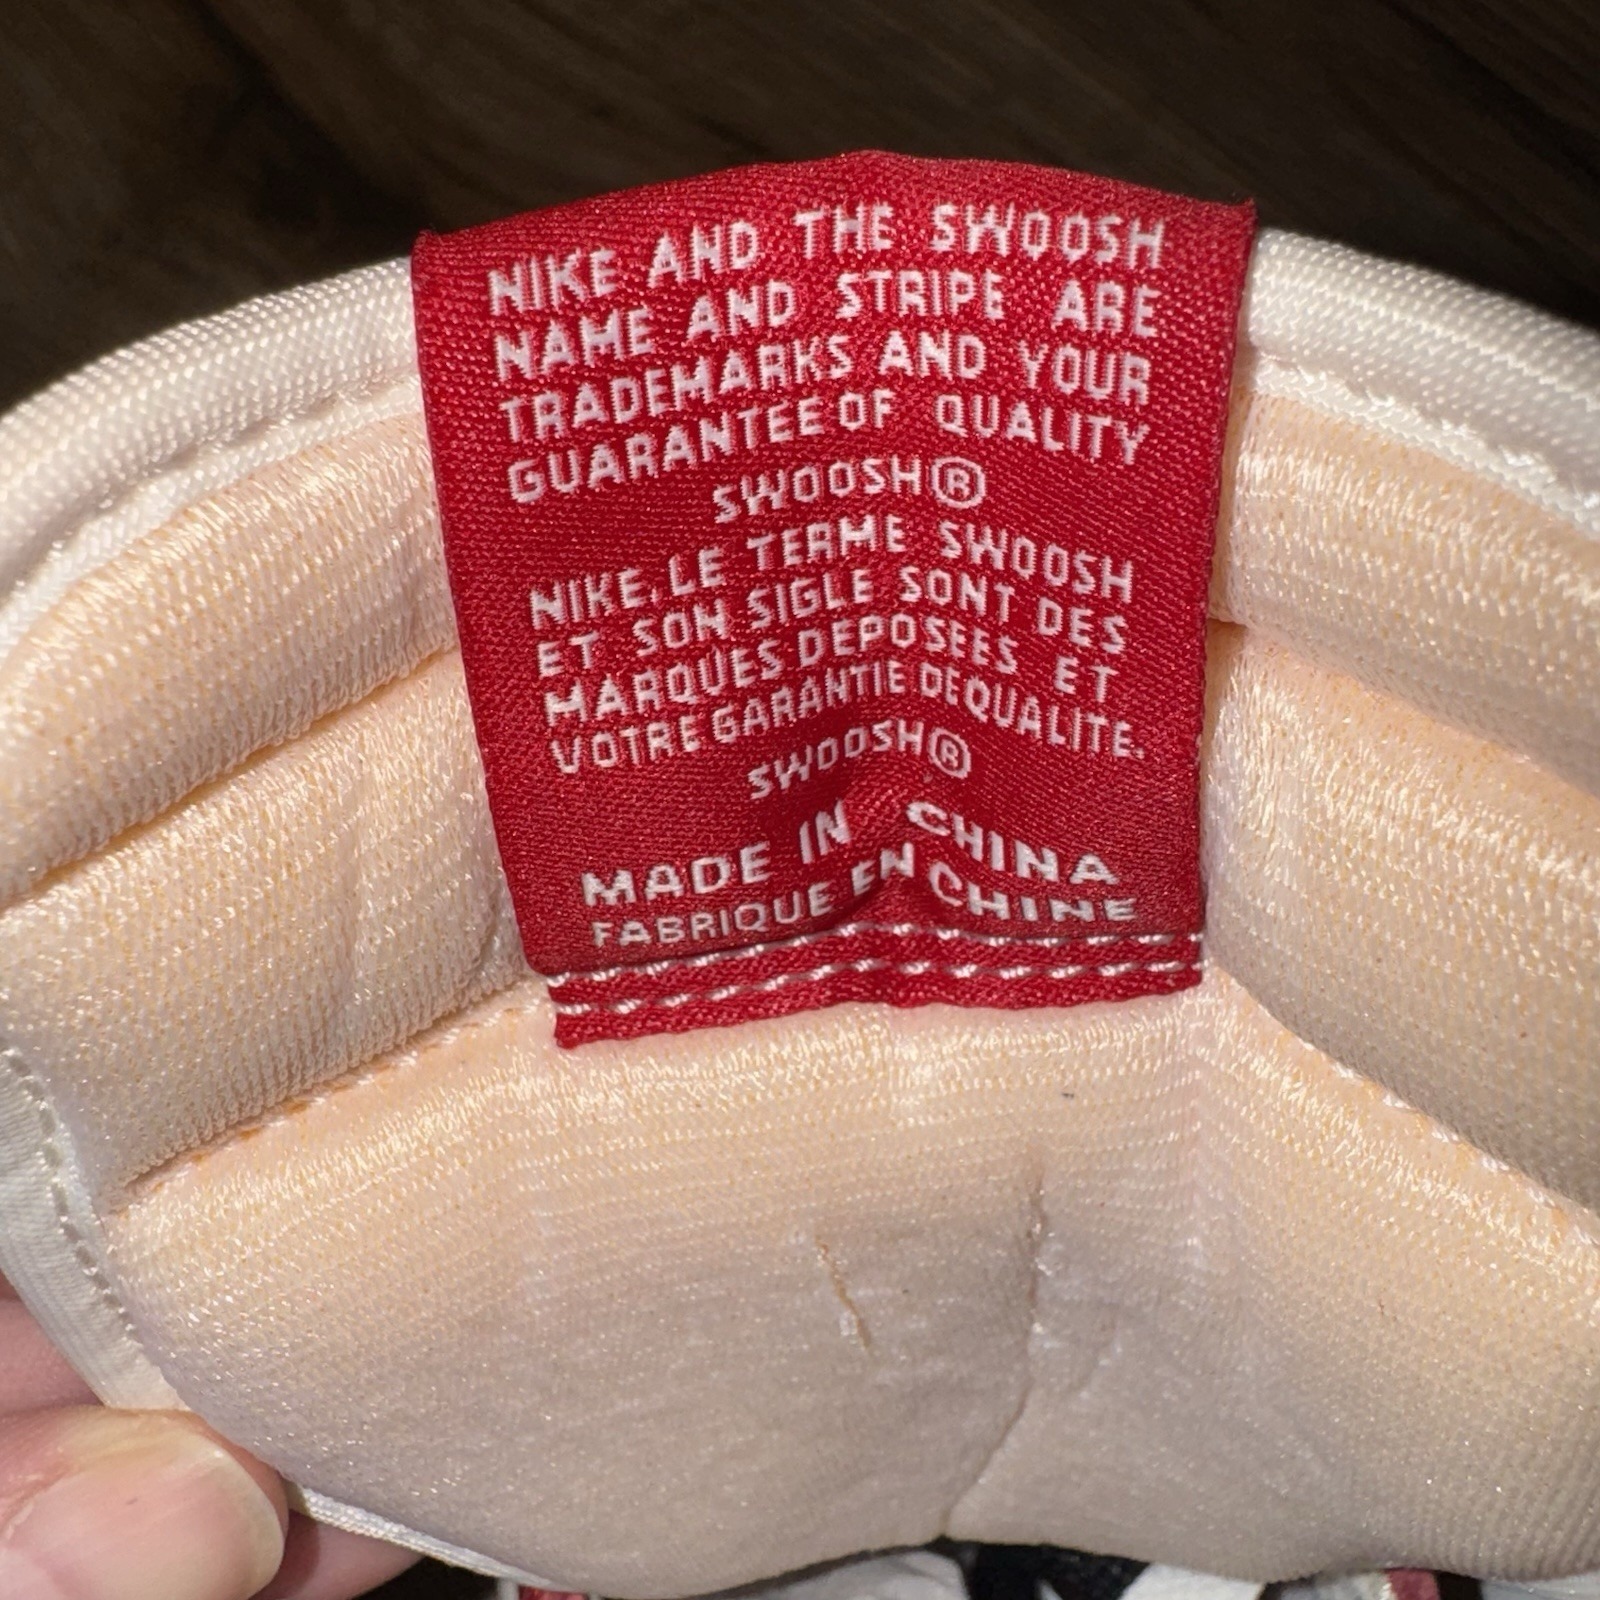 NIKE AND THE SWOOSH
NAME AND STRIPE ARE
TRADEMARKS AND YOUR
GUARANTEE OF QUALITY
SWOOSH®
NIKE, LE TERME SWOOSH
ET SON SIGLE SONT DES
MARQUES DEPOSEES ET
VOTRE GARANTIE DE QUALITE.
SWOOSH®
MADE IN CHINA
FABRIQUE EN CHINE